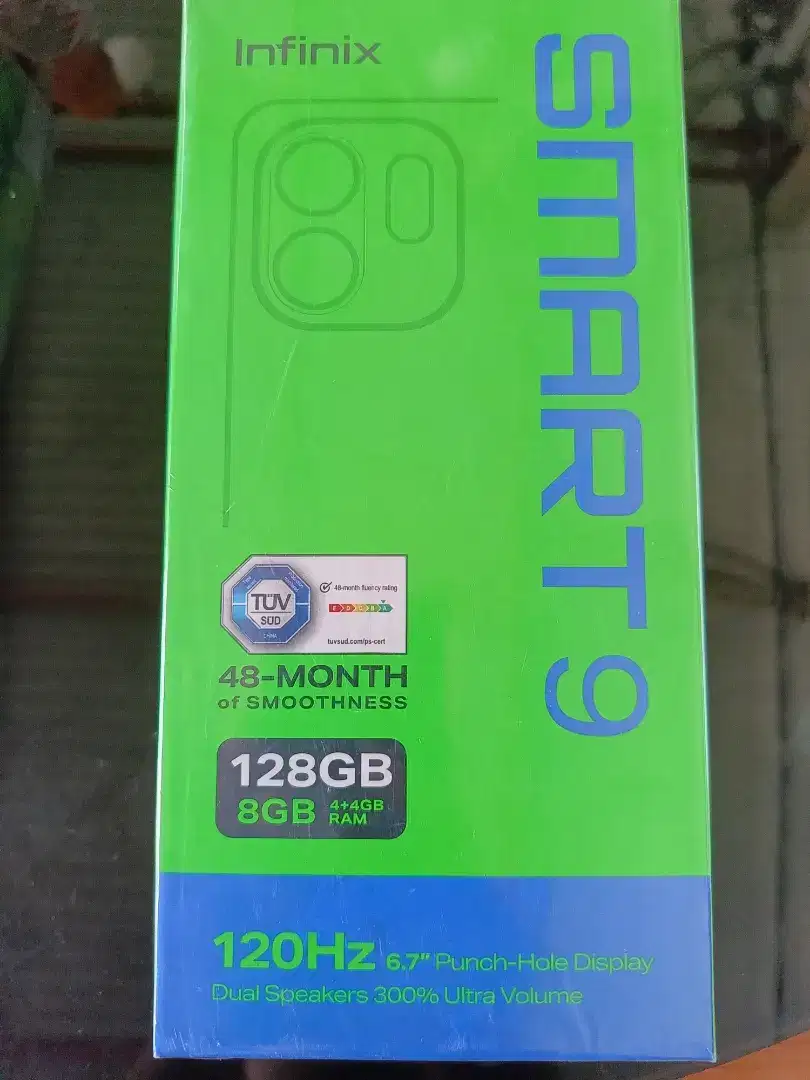 Infinix
SMART 9
TÜV
SÜD
CHINA
48-month fluency rating
E D C B A
tuvsud.com/ps-cert
48-MONTH
of SMOOTHNESS
128GB
8GB 4+4GB
RAM
120Hz 6.7" Punch-Hole Display
Dual Speakers 300% Ultra Volume